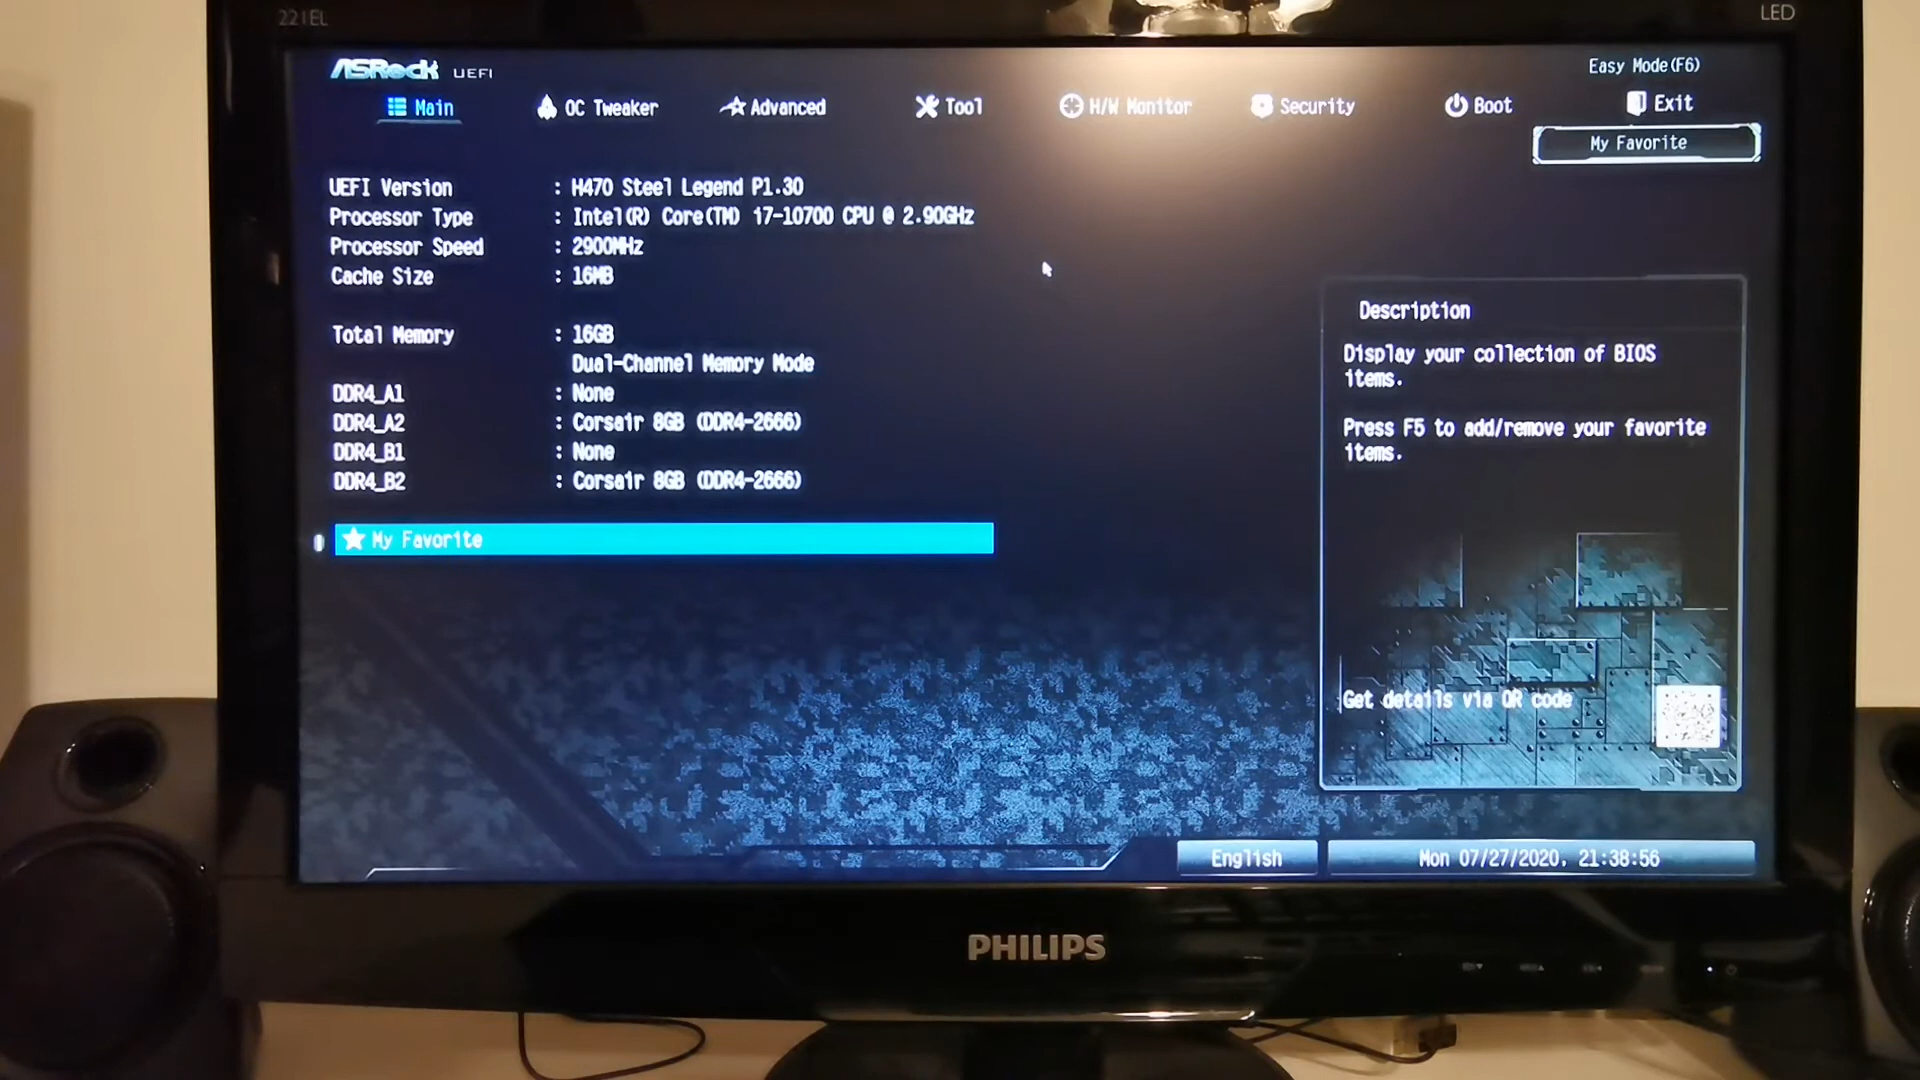 221EL
LED
ASRock UEFI
Easy Mode(F6)
Main
OC Tweaker
Advanced
Tool
H/W Monitor
Security
Boot
Exit
My Favorite
UEFI Version : H470 Steel Legend P1.30
Processor Type : Intel(R) Core(TM) i7-10700 CPU @ 2.90GHz
Processor Speed : 2900MHz
Cache Size : 16MB
Total Memory : 16GB
Dual-Channel Memory Mode
DDR4_A1 : None
DDR4_A2 : Corsair 8GB (DDR4-2666)
DDR4_B1 : None
DDR4_B2 : Corsair 8GB (DDR4-2666)
My Favorite
Description
Display your collection of BIOS
items.
Press F5 to add/remove your favorite
items.
Get details via QR code
English
Mon 07/27/2020, 21:38:56
PHILIPS